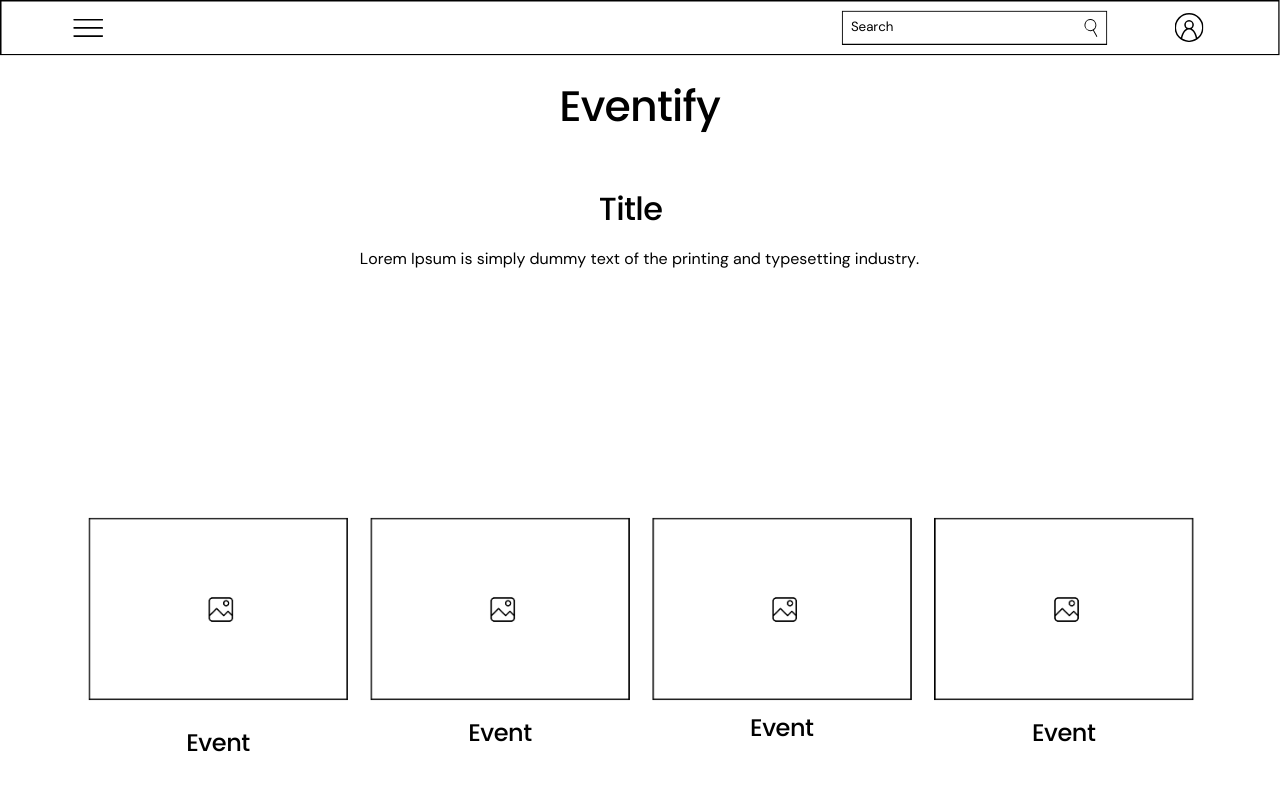 Search
Eventify
Title
Lorem Ipsum is simply dummy text of the printing and typesetting industry.
Event
Event
Event
Event